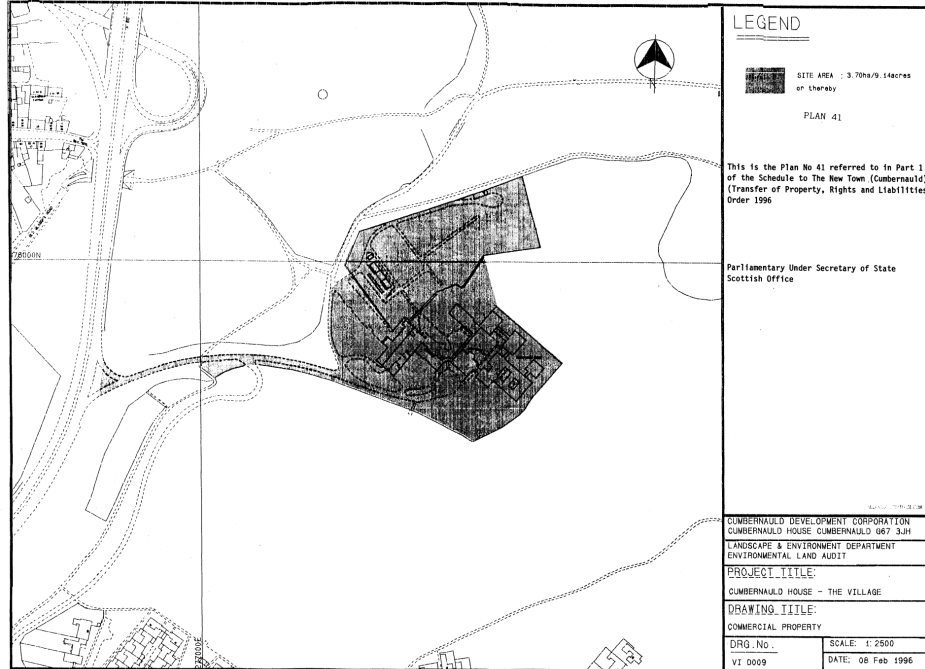 LEGEND
SITE AREA : 3.70ha/9.14acres
or thereby
PLAN 41
This is the Plan No 41 referred to in Part 1
of the Schedule to The New Town (Cumbernauld)
(Transfer of Property, Rights and Liabilities
Order 1996
Parliamentary Under Secretary of State
Scottish Office
78000N
CUMBERNAULD DEVELOPMENT CORPORATION
CUMBERNAULD HOUSE CUMBERNAULD G67 3JH
LANDSCAPE & ENVIRONMENT DEPARTMENT
ENVIRONMENTAL LAND AUDIT
PROJECT TITLE:
CUMBERNAULD HOUSE - THE VILLAGE
DRAWING TITLE:
COMMERCIAL PROPERTY
DRG.No.
VI D009
SCALE: 1:2500
DATE: 08 Feb 1996